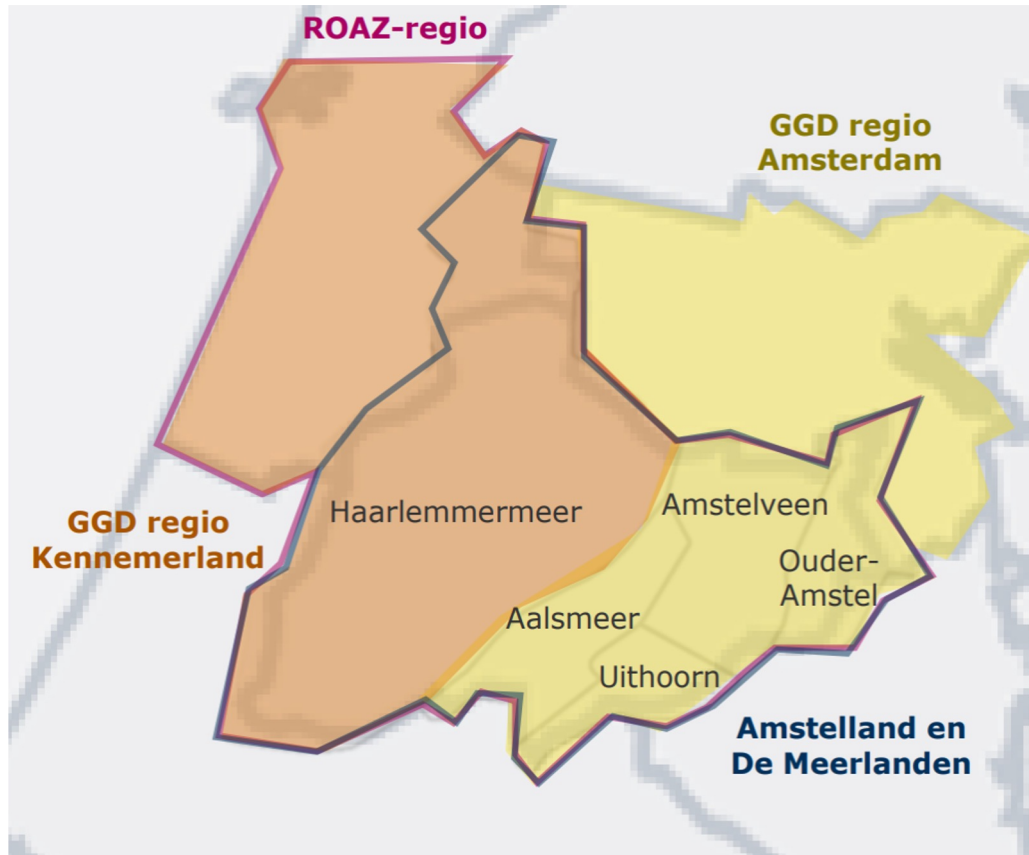 ROAZ-regio
GGD regio
Amsterdam
Haarlemmermeer
Amstelveen
GGD regio
Kennemerland
Ouder-
Amstel
Aalsmeer
Uithoorn
Amstelland en
De Meerlanden